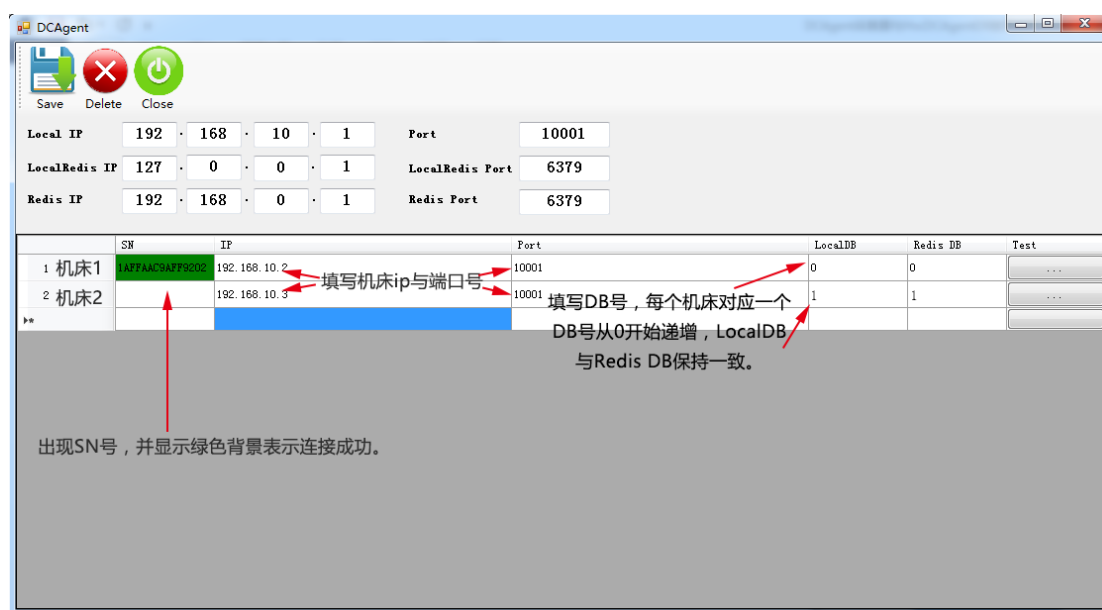 DCAgent
Save Delete Close
Local IP 192 . 168 . 10 . 1 Port 10001
LocalRedis IP 127 . 0 . 0 . 1 LocalRedis Port 6379
Redis IP 192 . 168 . 0 . 1 Redis Port 6379
SN IP Port LocalDB Redis DB Test
1 机床1 1AFFAAC9AFF9202 192.168.10.2 10001 0 0 ...
填写机床ip与端口号
2 机床2 192.168.10.3 10001 1 1 ...
填写DB号，每个机床对应一个
DB号从0开始递增，LocalDB
与Redis DB保持一致。
出现SN号，并显示绿色背景表示连接成功。